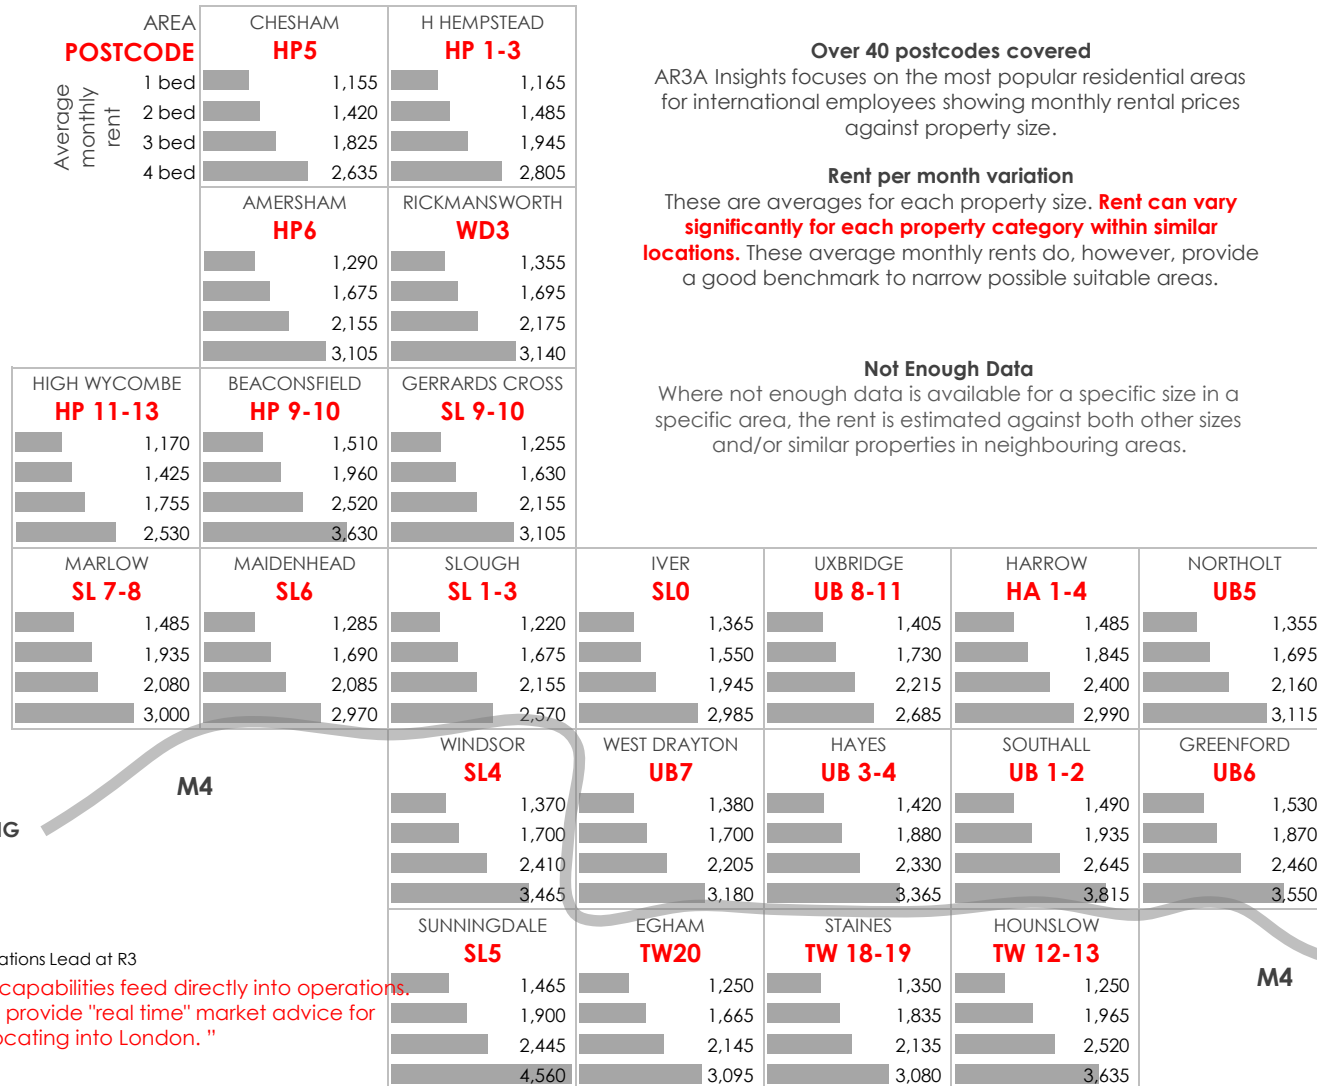 AREA
POSTCODE
Average
monthly
rent
1 bed
2 bed
3 bed
4 bed
CHESHAM
HP5
1,155
1,420
1,825
2,635
H HEMPSTEAD
HP 1-3
1,165
1,485
1,945
2,805
Over 40 postcodes covered
AR3A Insights focuses on the most popular residential areas
for international employees showing monthly rental prices
against property size.
Rent per month variation
These are averages for each property size. Rent can vary
significantly for each property category within similar
locations. These average monthly rents do, however, provide
a good benchmark to narrow possible suitable areas.
Not Enough Data
Where not enough data is available for a specific size in a
specific area, the rent is estimated against both other sizes
and/or similar properties in neighbouring areas.
AMERSHAM
HP6
1,290
1,675
2,155
3,105
RICKMANSWORTH
WD3
1,355
1,695
2,175
3,140
HIGH WYCOMBE
HP 11-13
1,170
1,425
1,755
2,530
BEACONSFIELD
HP 9-10
1,510
1,960
2,520
3,630
GERRARDS CROSS
SL 9-10
1,255
1,630
2,155
3,105
MARLOW
SL 7-8
1,485
1,935
2,080
3,000
MAIDENHEAD
SL6
1,285
1,690
2,085
2,970
SLOUGH
SL 1-3
1,220
1,675
2,155
2,570
IVER
SL0
1,365
1,550
1,945
2,985
UXBRIDGE
UB 8-11
1,405
1,730
2,215
2,685
HARROW
HA 1-4
1,485
1,845
2,400
2,990
NORTHOLT
UB5
1,355
1,695
2,160
3,115
M4
IG
WINDSOR
SL4
1,370
1,700
2,410
3,465
WEST DRAYTON
UB7
1,380
1,700
2,205
3,180
HAYES
UB 3-4
1,420
1,880
2,330
3,365
SOUTHALL
UB 1-2
1,490
1,935
2,645
3,815
GREENFORD
UB6
1,530
1,870
2,460
3,550
ations Lead at R3
capabilities feed directly into operations.
provide "real time" market advice for
ocating into London. ”
SUNNINGDALE
SL5
1,465
1,900
2,445
4,560
EGHAM
TW20
1,250
1,665
2,145
3,095
STAINES
TW 18-19
1,350
1,835
2,135
3,080
HOUNSLOW
TW 12-13
1,250
1,965
2,520
3,635
M4